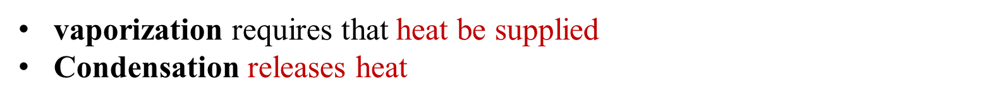 • vaporization requires that heat be supplied
• Condensation releases heat